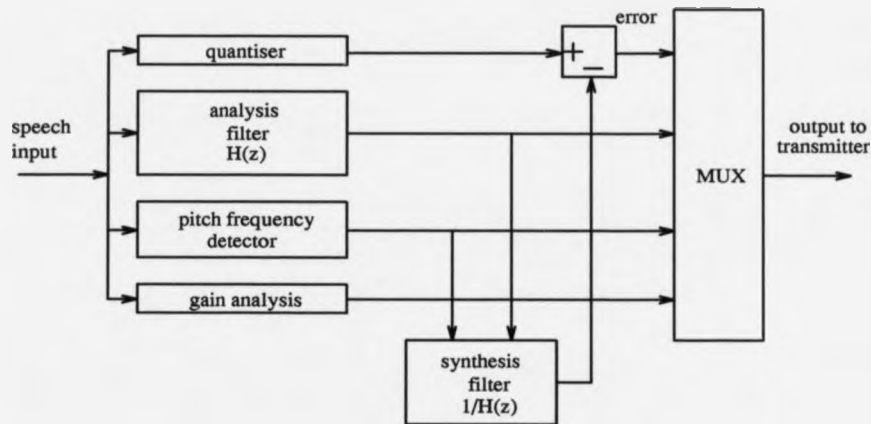 error
quantiser
+
−
speech
input
analysis
filter
H(z)
output to
transmitter
MUX
pitch frequency
detector
gain analysis
synthesis
filter
1/H(z)